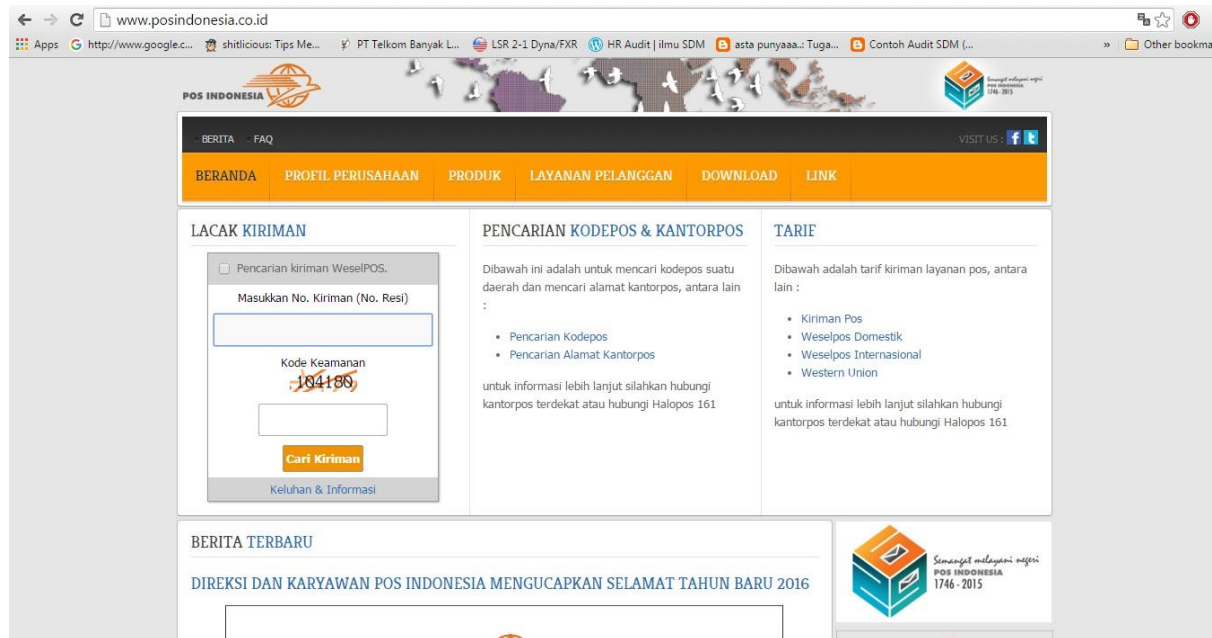 www.posindonesia.co.id
Apps http://www.google.c... shitlicious: Tips Me... PT Telkom Banyak L... LSR 2-1 Dyna/FXR HR Audit | ilmu SDM asta punyaaa..: Tuga... Contoh Audit SDM (... » Other bookma
POS INDONESIA
Semangat melayani negeri
POS INDONESIA
1746 - 2015
BERITA FAQ VISIT US :
BERANDA PROFIL PERUSAHAAN PRODUK LAYANAN PELANGGAN DOWNLOAD LINK
LACAK KIRIMAN
Pencarian kiriman WeselPOS.
Masukkan No. Kiriman (No. Resi)
Kode Keamanan
104180
Cari Kiriman
Keluhan & Informasi
PENCARIAN KODEPOS & KANTORPOS
Dibawah ini adalah untuk mencari kodepos suatu
daerah dan mencari alamat kantorpos, antara lain
:
• Pencarian Kodepos
• Pencarian Alamat Kantorpos
untuk informasi lebih lanjut silahkan hubungi
kantorpos terdekat atau hubungi Halopos 161
TARIF
Dibawah adalah tarif kiriman layanan pos, antara
lain :
• Kiriman Pos
• Weselpos Domestik
• Weselpos Internasional
• Western Union
untuk informasi lebih lanjut silahkan hubungi
kantorpos terdekat atau hubungi Halopos 161
BERITA TERBARU
DIREKSI DAN KARYAWAN POS INDONESIA MENGUCAPKAN SELAMAT TAHUN BARU 2016
Semangat melayani negeri
POS INDONESIA
1746 - 2015